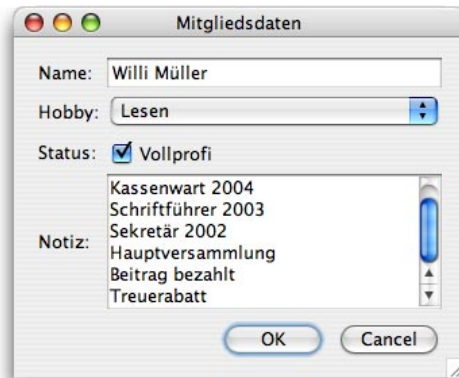 Mitgliedsdaten
Name: Willi Müller
Hobby: Lesen
Status: Vollprofi
Notiz:
Kassenwart 2004
Schriftführer 2003
Sekretär 2002
Hauptversammlung
Beitrag bezahlt
Treuerabatt
OK Cancel